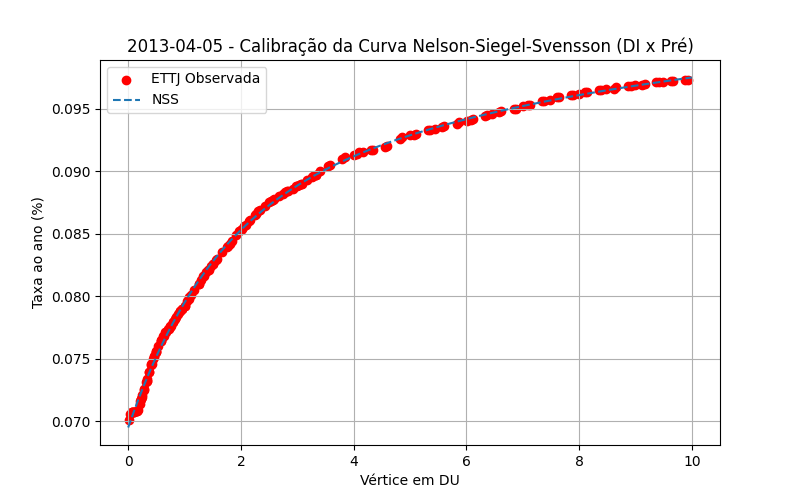 2013-04-05 - Calibração da Curva Nelson-Siegel-Svensson (DI x Pré)
ETTJ Observada
NSS
Taxa ao ano (%)
0.095
0.090
0.085
0.080
0.075
0.070
0 2 4 6 8 10
Vértice em DU